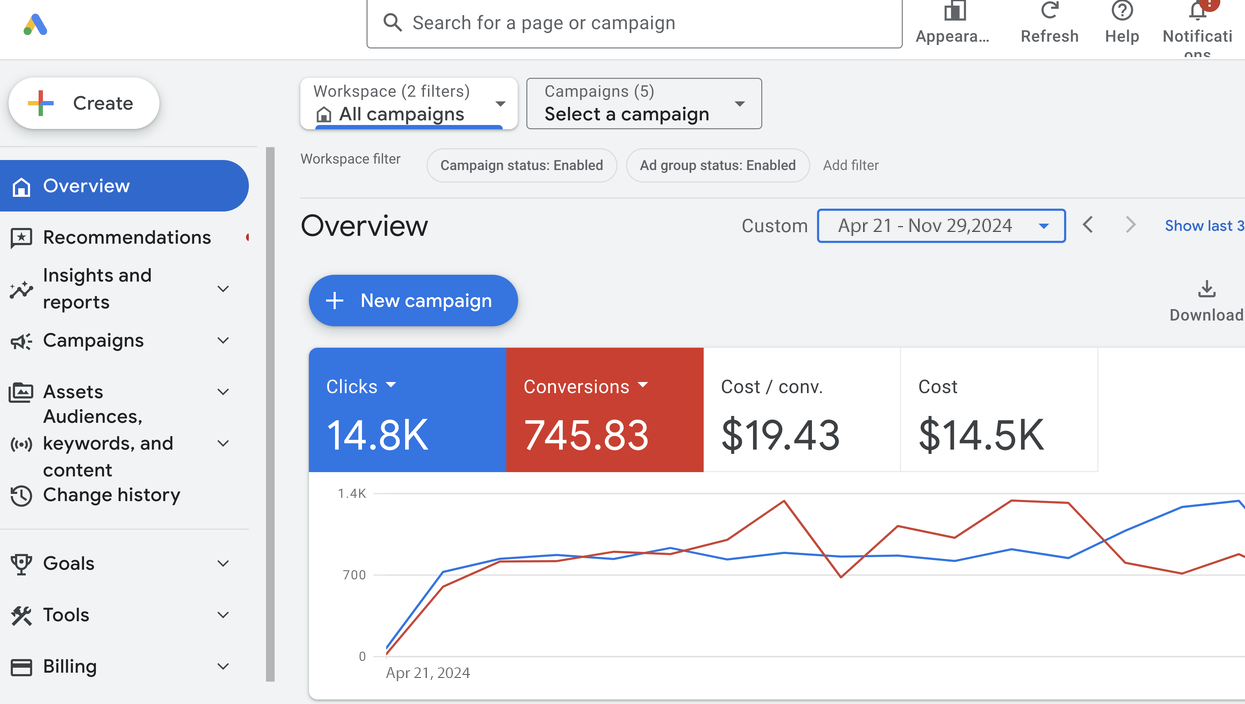 Search for a page or campaign
Appeara...
Refresh
Help
Notificati
ons
Create
Workspace (2 filters)
All campaigns
Campaigns (5)
Select a campaign
Workspace filter
Campaign status: Enabled
Ad group status: Enabled
Add filter
Overview
Recommendations
Insights and
reports
Campaigns
Assets
Audiences,
keywords, and
content
Change history
Goals
Tools
Billing
Overview
Custom
Apr 21 - Nov 29,2024
Show last 3
New campaign
Download
Clicks
14.8K
Conversions
745.83
Cost / conv.
$19.43
Cost
$14.5K
1.4K
700
0
Apr 21, 2024